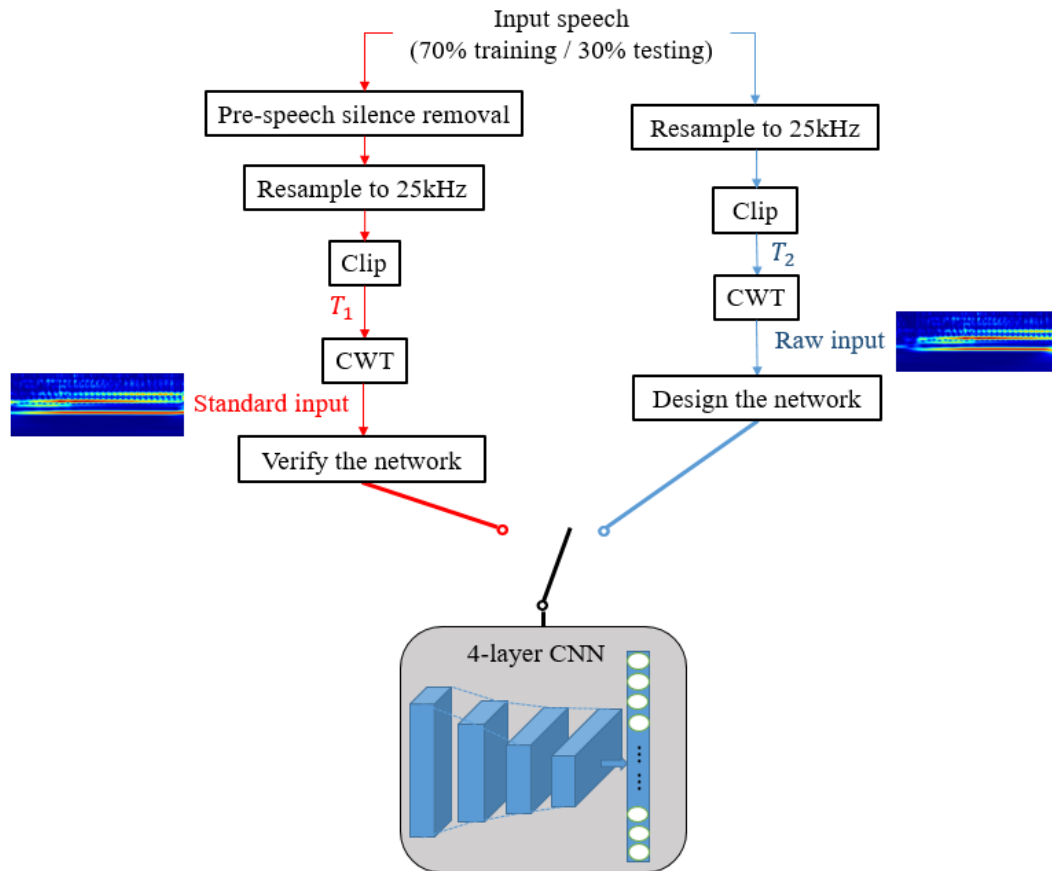 Input speech
(70% training / 30% testing)
Pre-speech silence removal
Resample to 25kHz
Clip
T₁
CWT
Standard input
Verify the network
Resample to 25kHz
Clip
T₂
CWT
Raw input
Design the network
4-layer CNN